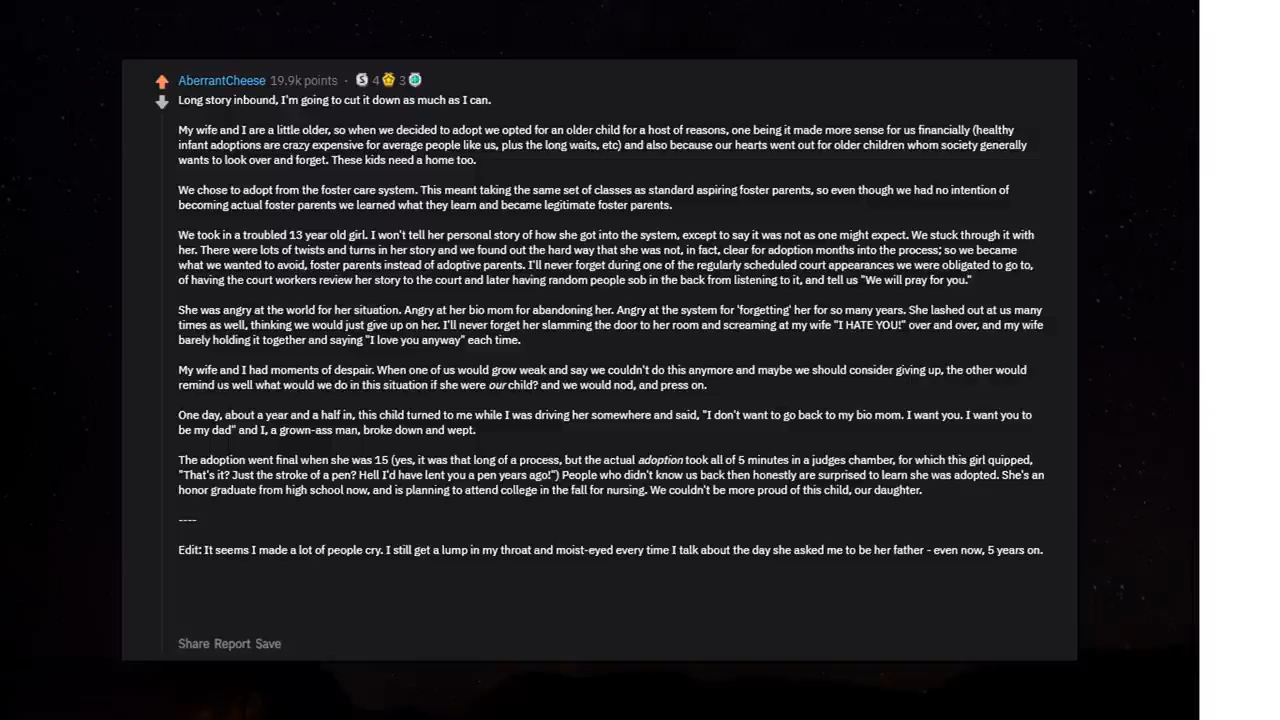 AberrantCheese 19.9k points · S 4 3
Long story inbound, I'm going to cut it down as much as I can.
My wife and I are a little older, so when we decided to adopt we opted for an older child for a host of reasons, one being it made more sense for us financially (healthy
infant adoptions are crazy expensive for average people like us, plus the long waits, etc) and also because our hearts went out for older children whom society generally
wants to look over and forget. These kids need a home too.
We chose to adopt from the foster care system. This meant taking the same set of classes as standard aspiring foster parents, so even though we had no intention of
becoming actual foster parents we learned what they learn and became legitimate foster parents.
We took in a troubled 13 year old girl. I won't tell her personal story of how she got into the system, except to say it was not as one might expect. We stuck through it with
her. There were lots of twists and turns in her story and we found out the hard way that she was not, in fact, clear for adoption months into the process; so we became
what we wanted to avoid, foster parents instead of adoptive parents. I'll never forget during one of the regularly scheduled court appearances we were obligated to go to,
of having the court workers review her story to the court and later having random people sob in the back from listening to it, and tell us "We will pray for you."
She was angry at the world for her situation. Angry at her bio mom for abandoning her. Angry at the system for 'forgetting' her for so many years. She lashed out at us many
times as well, thinking we would just give up on her. I'll never forget her slamming the door to her room and screaming at my wife "I HATE YOU!" over and over, and my wife
barely holding it together and saying "I love you anyway" each time.
My wife and I had moments of despair. When one of us would grow weak and say we couldn't do this anymore and maybe we should consider giving up, the other would
remind us well what would we do in this situation if she were our child? and we would nod, and press on.
One day, about a year and a half in, this child turned to me while I was driving her somewhere and said, "I don't want to go back to my bio mom. I want you. I want you to
be my dad" and I, a grown-ass man, broke down and wept.
The adoption went final when she was 15 (yes, it was that long of a process, but the actual adoption took all of 5 minutes in a judges chamber, for which this girl quipped,
"That's it? Just the stroke of a pen? Hell I'd have lent you a pen years ago!") People who didn't know us back then honestly are surprised to learn she was adopted. She's an
honor graduate from high school now, and is planning to attend college in the fall for nursing. We couldn't be more proud of this child, our daughter.
----
Edit: It seems I made a lot of people cry. I still get a lump in my throat and moist-eyed every time I talk about the day she asked me to be her father - even now, 5 years on.
Share Report Save